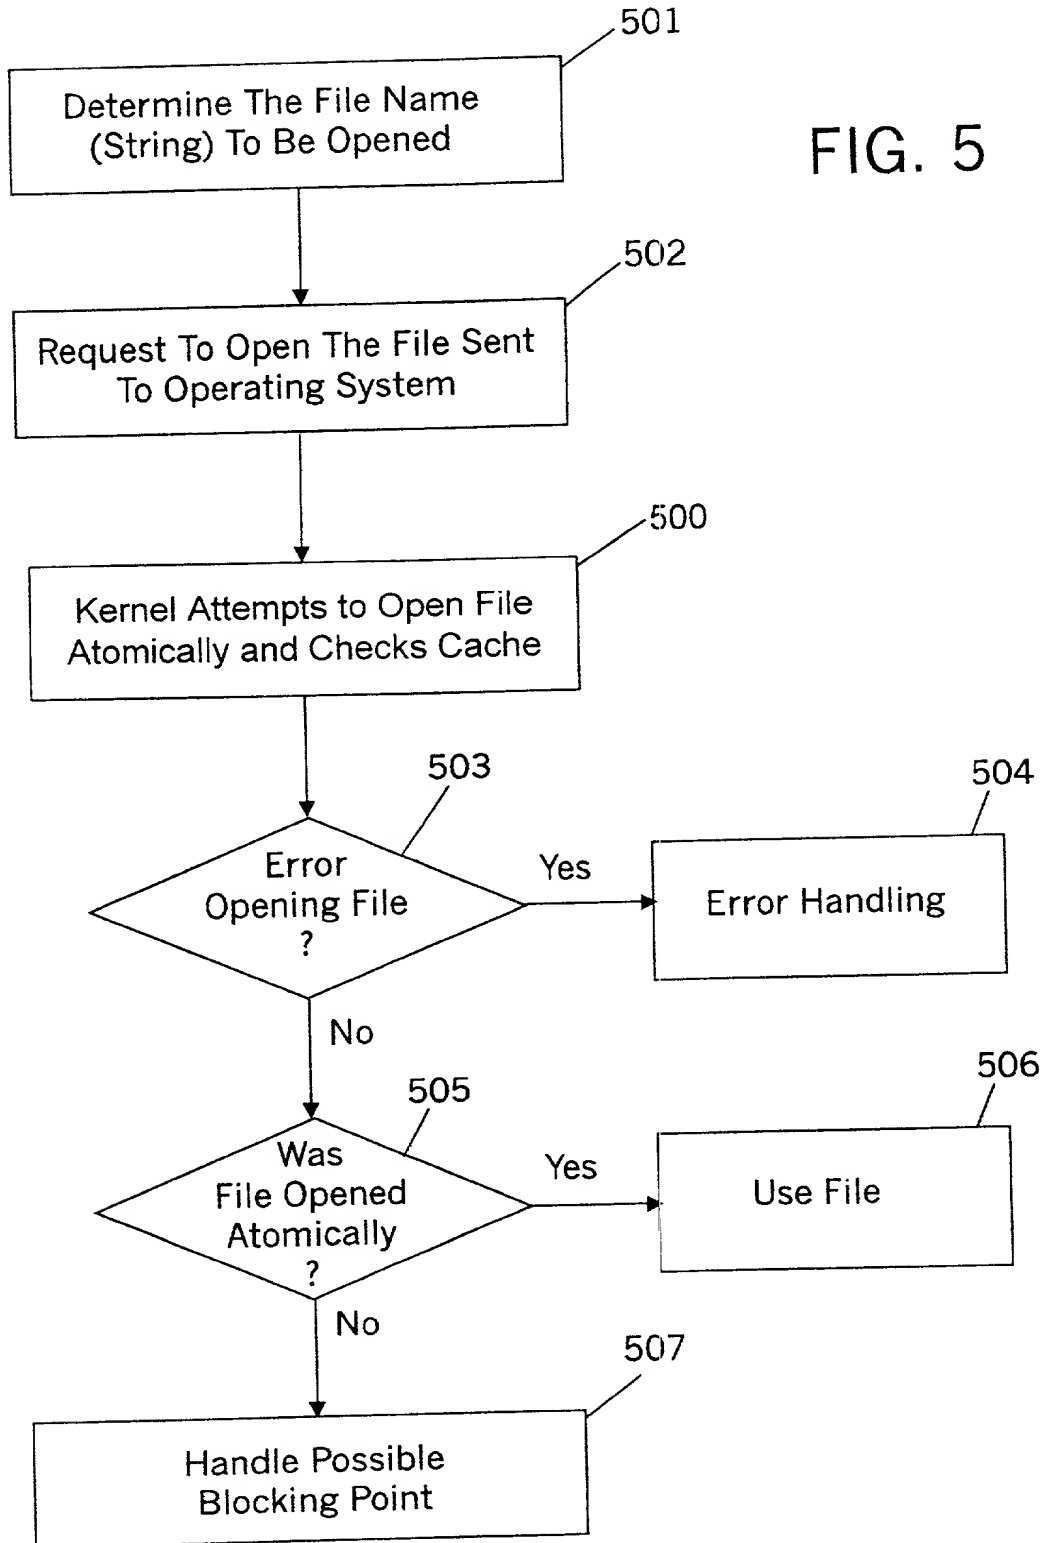 501
Determine The File Name
(String) To Be Opened
FIG. 5
502
Request To Open The File Sent
To Operating System
500
Kernel Attempts to Open File
Atomically and Checks Cache
503
Error
Opening File
?
Yes
504
Error Handling
No
505
Was
File Opened
Atomically
?
Yes
506
Use File
No
507
Handle Possible
Blocking Point